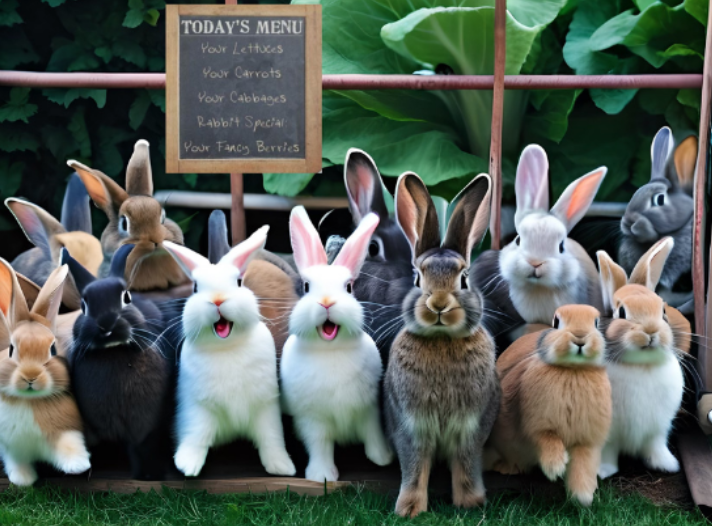 TODAY'S MENU
Your Lettuces
Your Carrots
Your Cabbages
Rabbit Special
Your Fancy Berries